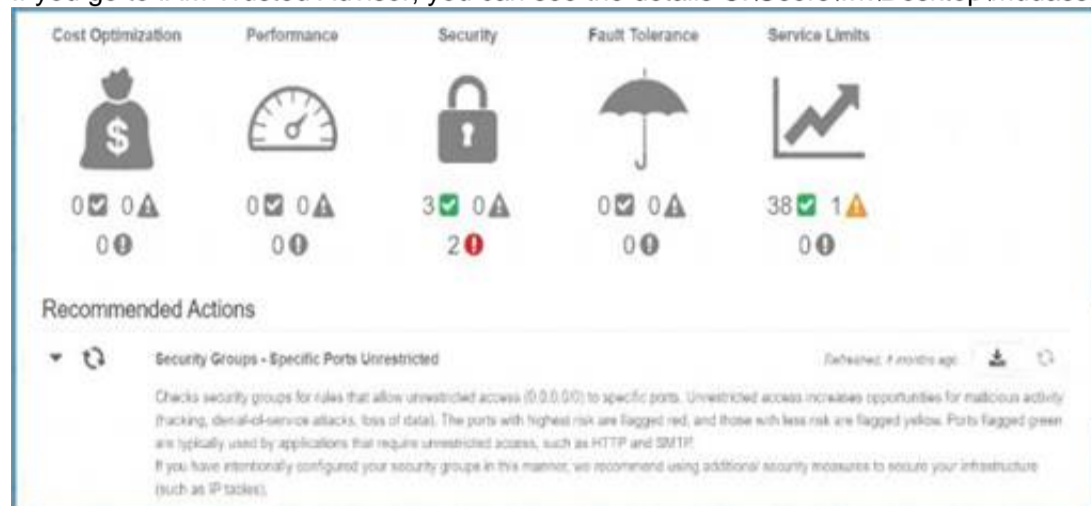 Cost Optimization Performance Security Fault Tolerance Service Limits
$
0 0 0 0 3 0 0 0 38 1
0 0 2 0 0
Recommended Actions
Security Groups - Specific Ports Unrestricted Refreshed: months ago
Checks security groups for rules that allow unrestricted access (0.0.0.0/0) to specific ports. Unrestricted access increases opportunities for malicious activity
(hacking, denial-of-service attacks, loss of data). The ports with highest risk are flagged red, and those with less risk are flagged yellow. Ports flagged green
are typically used by applications that require unrestricted access, such as HTTP and SMTP.
If you have intentionally configured your security groups in this manner, we recommend using additional security measures to secure your infrastructure
(such as IP tables).